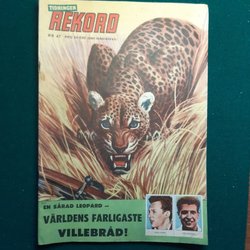 TIDNINGEN
REKORD
EN SÅRAD LEOPARD –
VÄRLDENS FARLIGASTE
VILLEBRÅD!